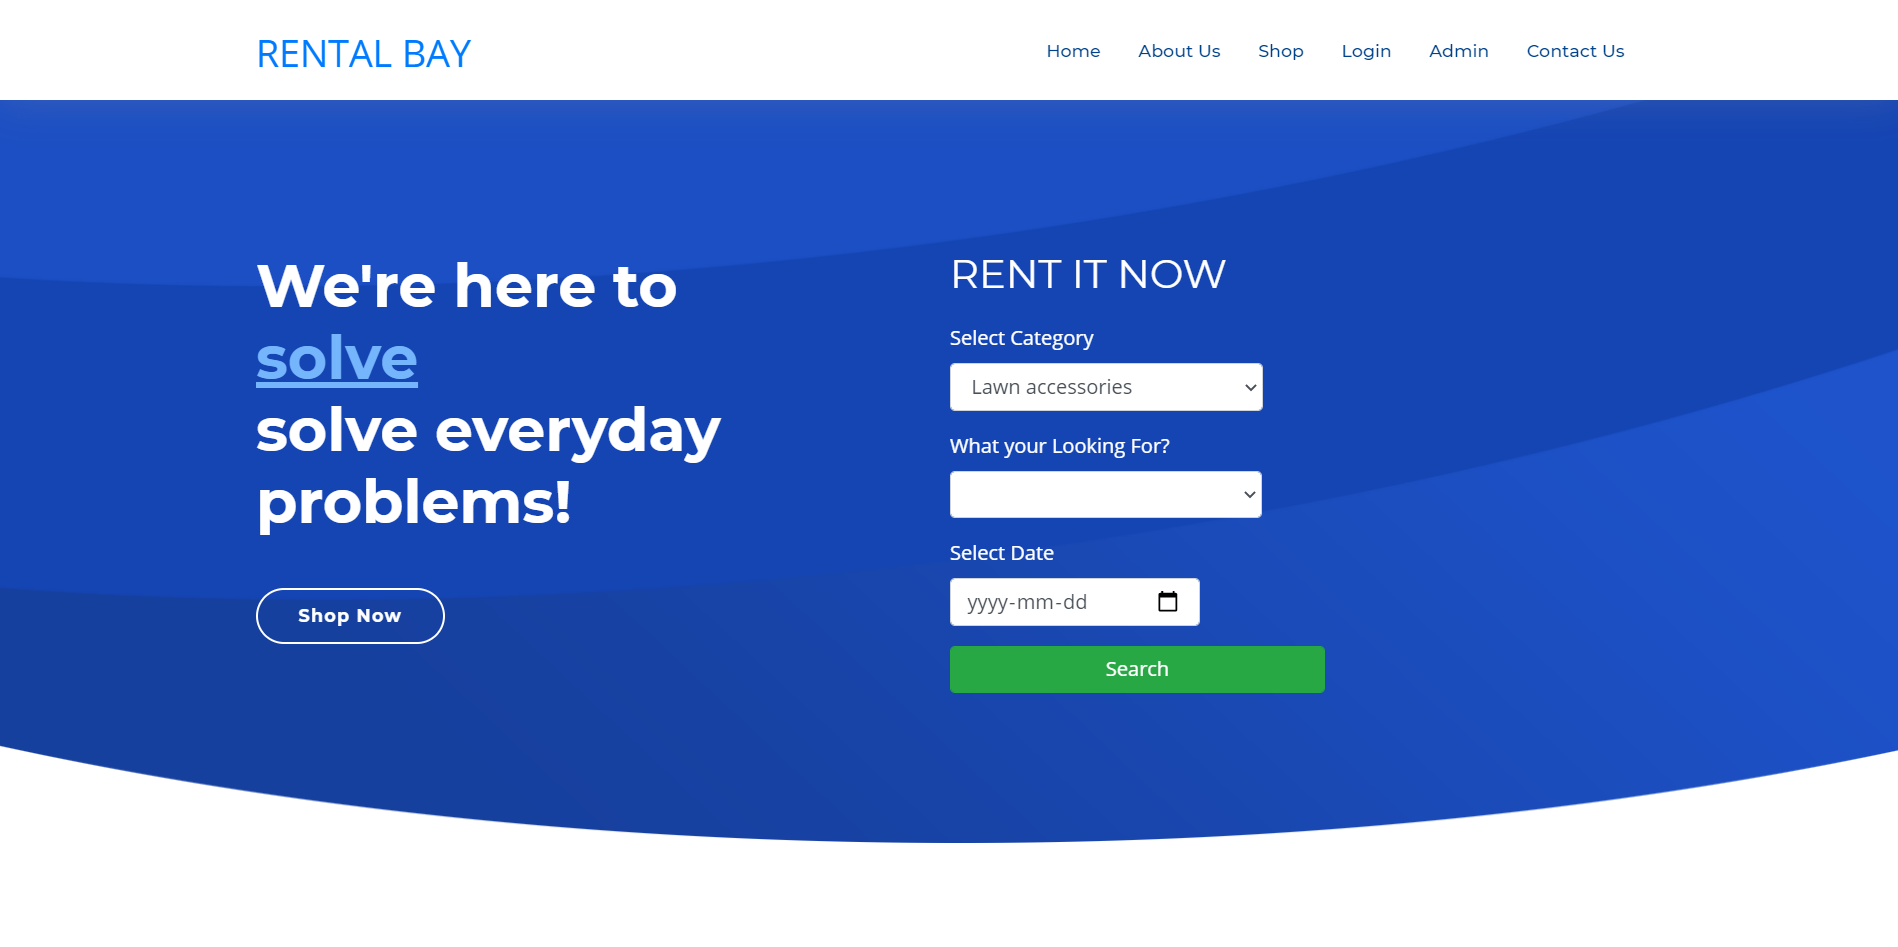 RENTAL BAY
Home About Us Shop Login Admin Contact Us
We're here to
solve
solve everyday
problems!
Shop Now
RENT IT NOW
Select Category
Lawn accessories
What your Looking For?
Select Date
yyyy-mm-dd
Search